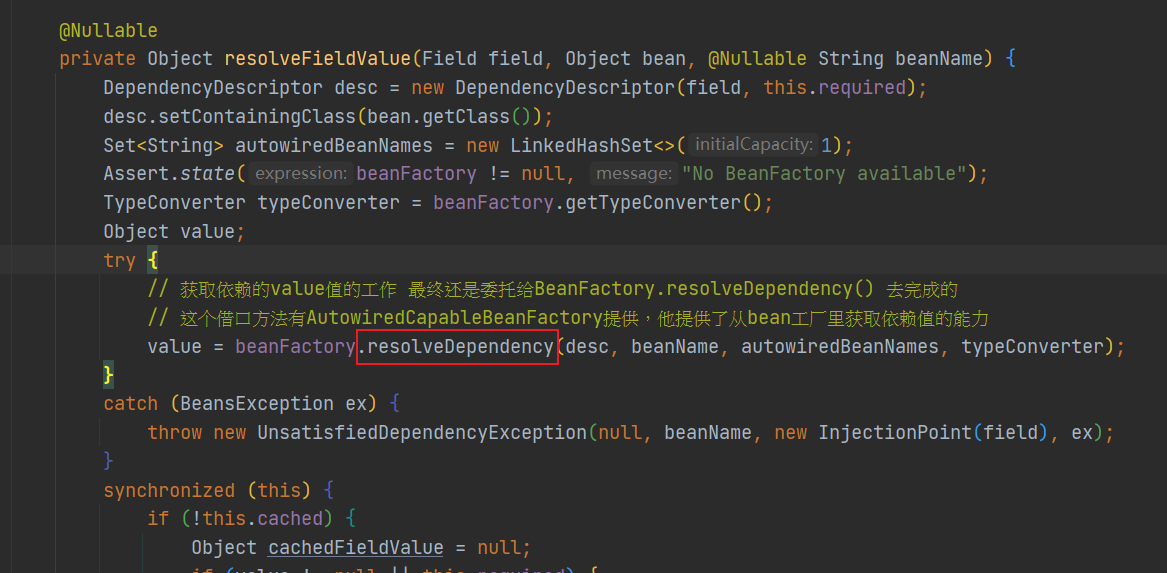 @Nullable
private Object resolveFieldValue(Field field, Object bean, @Nullable String beanName) {
DependencyDescriptor desc = new DependencyDescriptor(field, this.required);
desc.setContainingClass(bean.getClass());
Set<String> autowiredBeanNames = new LinkedHashSet<>( initialCapacity: 1);
Assert.state( expression: beanFactory != null, message: "No BeanFactory available");
TypeConverter typeConverter = beanFactory.getTypeConverter();
Object value;
try {
// 获取依赖的value值的工作 最终还是委托给BeanFactory.resolveDependency() 去完成的
// 这个借口方法有AutowiredCapableBeanFactory提供，他提供了从bean工厂里获取依赖值的能力
value = beanFactory.resolveDependency(desc, beanName, autowiredBeanNames, typeConverter);
}
catch (BeansException ex) {
throw new UnsatisfiedDependencyException(null, beanName, new InjectionPoint(field), ex);
}
synchronized (this) {
if (!this.cached) {
Object cachedFieldValue = null;